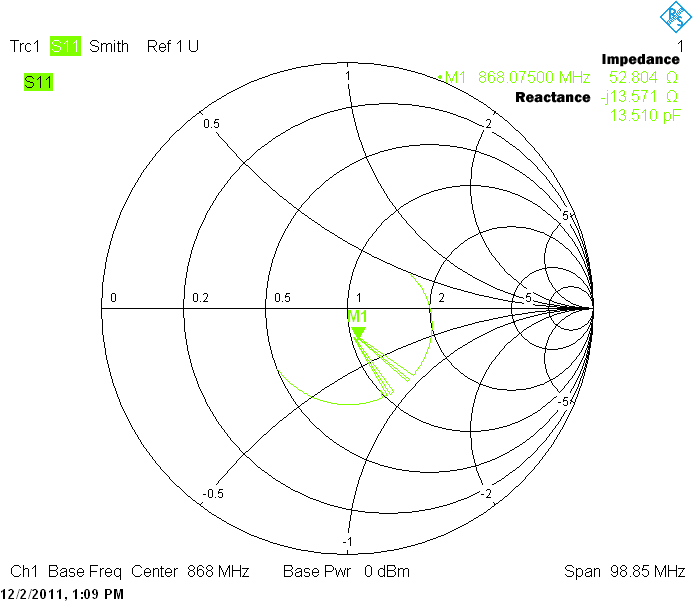 R&S
Trc1 S11 Smith Ref 1 U 1
S11
Impedance
•M1 868.07500 MHz 52.804 Ω
Reactance -j13.571 Ω
13.510 pF
1
0.5
2
5
0 0.2 0.5 1 2 5
M1
-5
-0.5
-2
-1
Ch1 Base Freq Center 868 MHz Base Pwr 0 dBm Span 98.85 MHz
12/2/2011, 1:09 PM